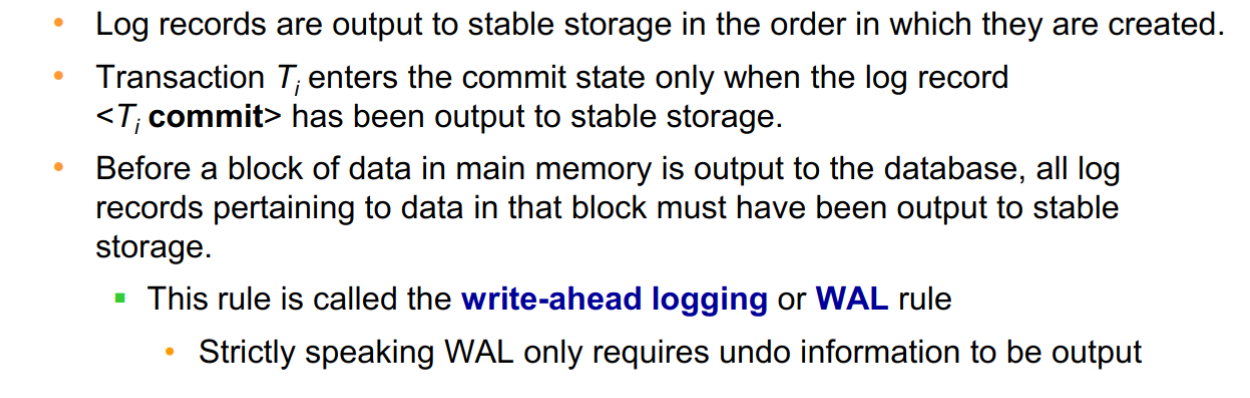 • Log records are output to stable storage in the order in which they are created.
• Transaction Ti enters the commit state only when the log record
<Ti commit> has been output to stable storage.
• Before a block of data in main memory is output to the database, all log
records pertaining to data in that block must have been output to stable
storage.
▪ This rule is called the write-ahead logging or WAL rule
• Strictly speaking WAL only requires undo information to be output